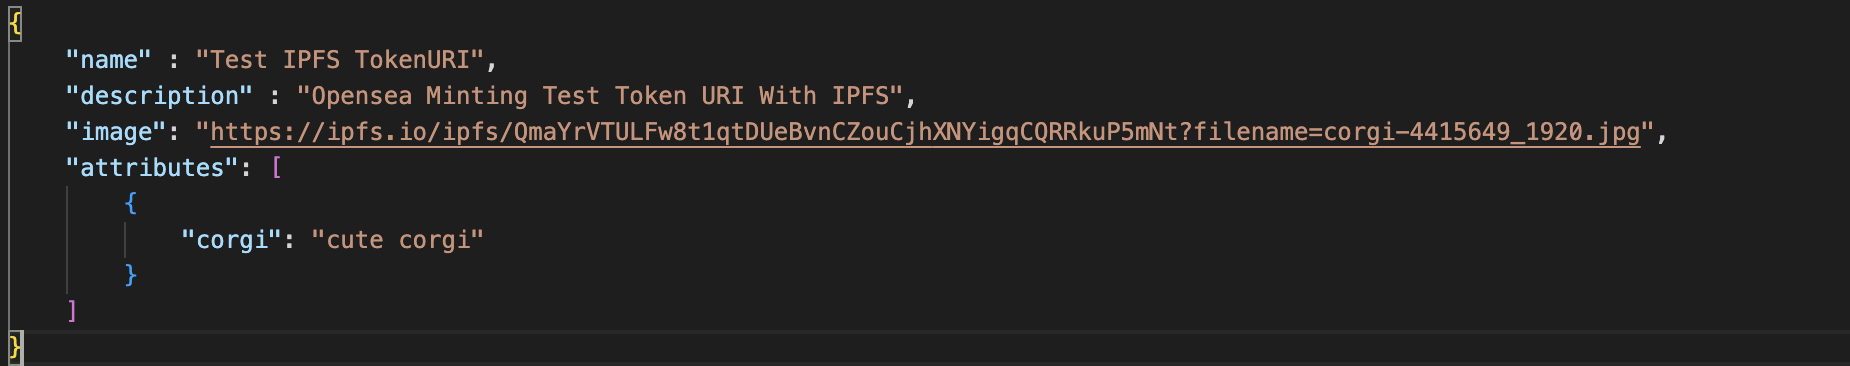 {
"name" : "Test IPFS TokenURI",
"description" : "Opensea Minting Test Token URI With IPFS",
"image": "https://ipfs.io/ipfs/QmaYrVTULFw8t1qtDUeBvnCZouCjhXNYigqCQRRkuP5mNt?filename=corgi-4415649_1920.jpg",
"attributes": [
{
"corgi": "cute corgi"
}
]
}